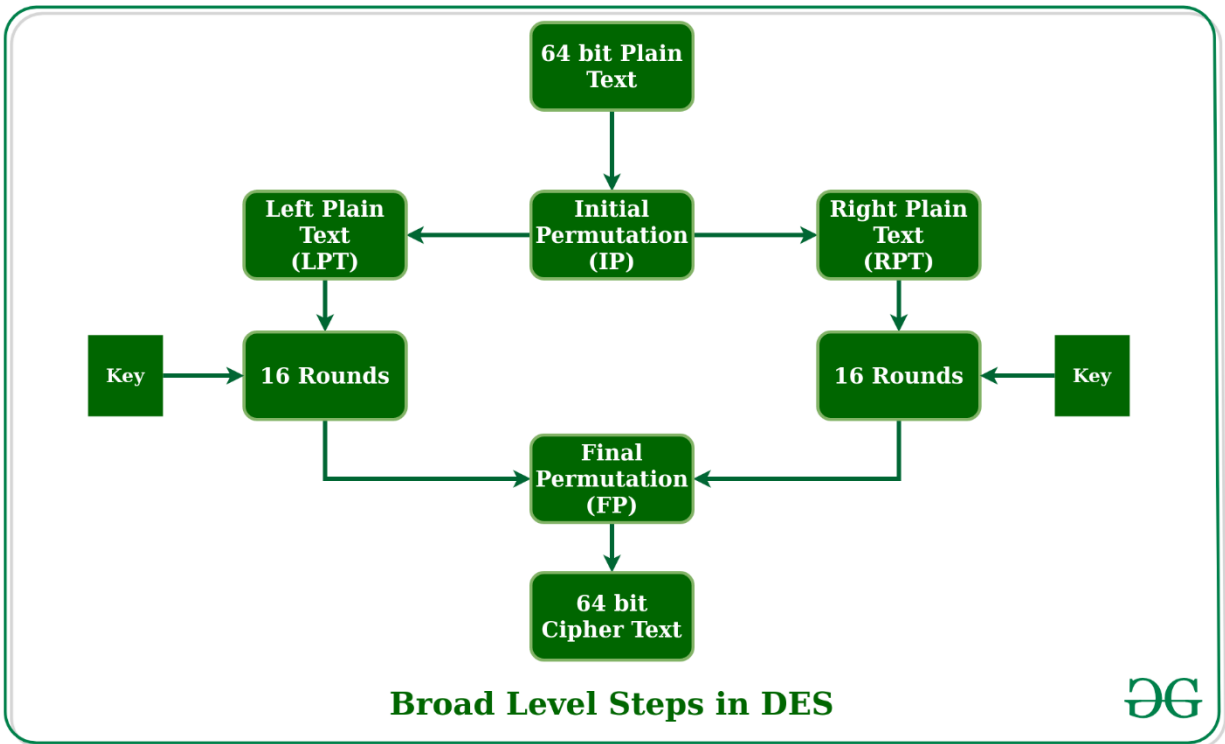 64 bit Plain
Text
Left Plain
Text
(LPT)
Initial
Permutation
(IP)
Right Plain
Text
(RPT)
Key
16 Rounds
16 Rounds
Key
Final
Permutation
(FP)
64 bit
Cipher Text
Broad Level Steps in DES